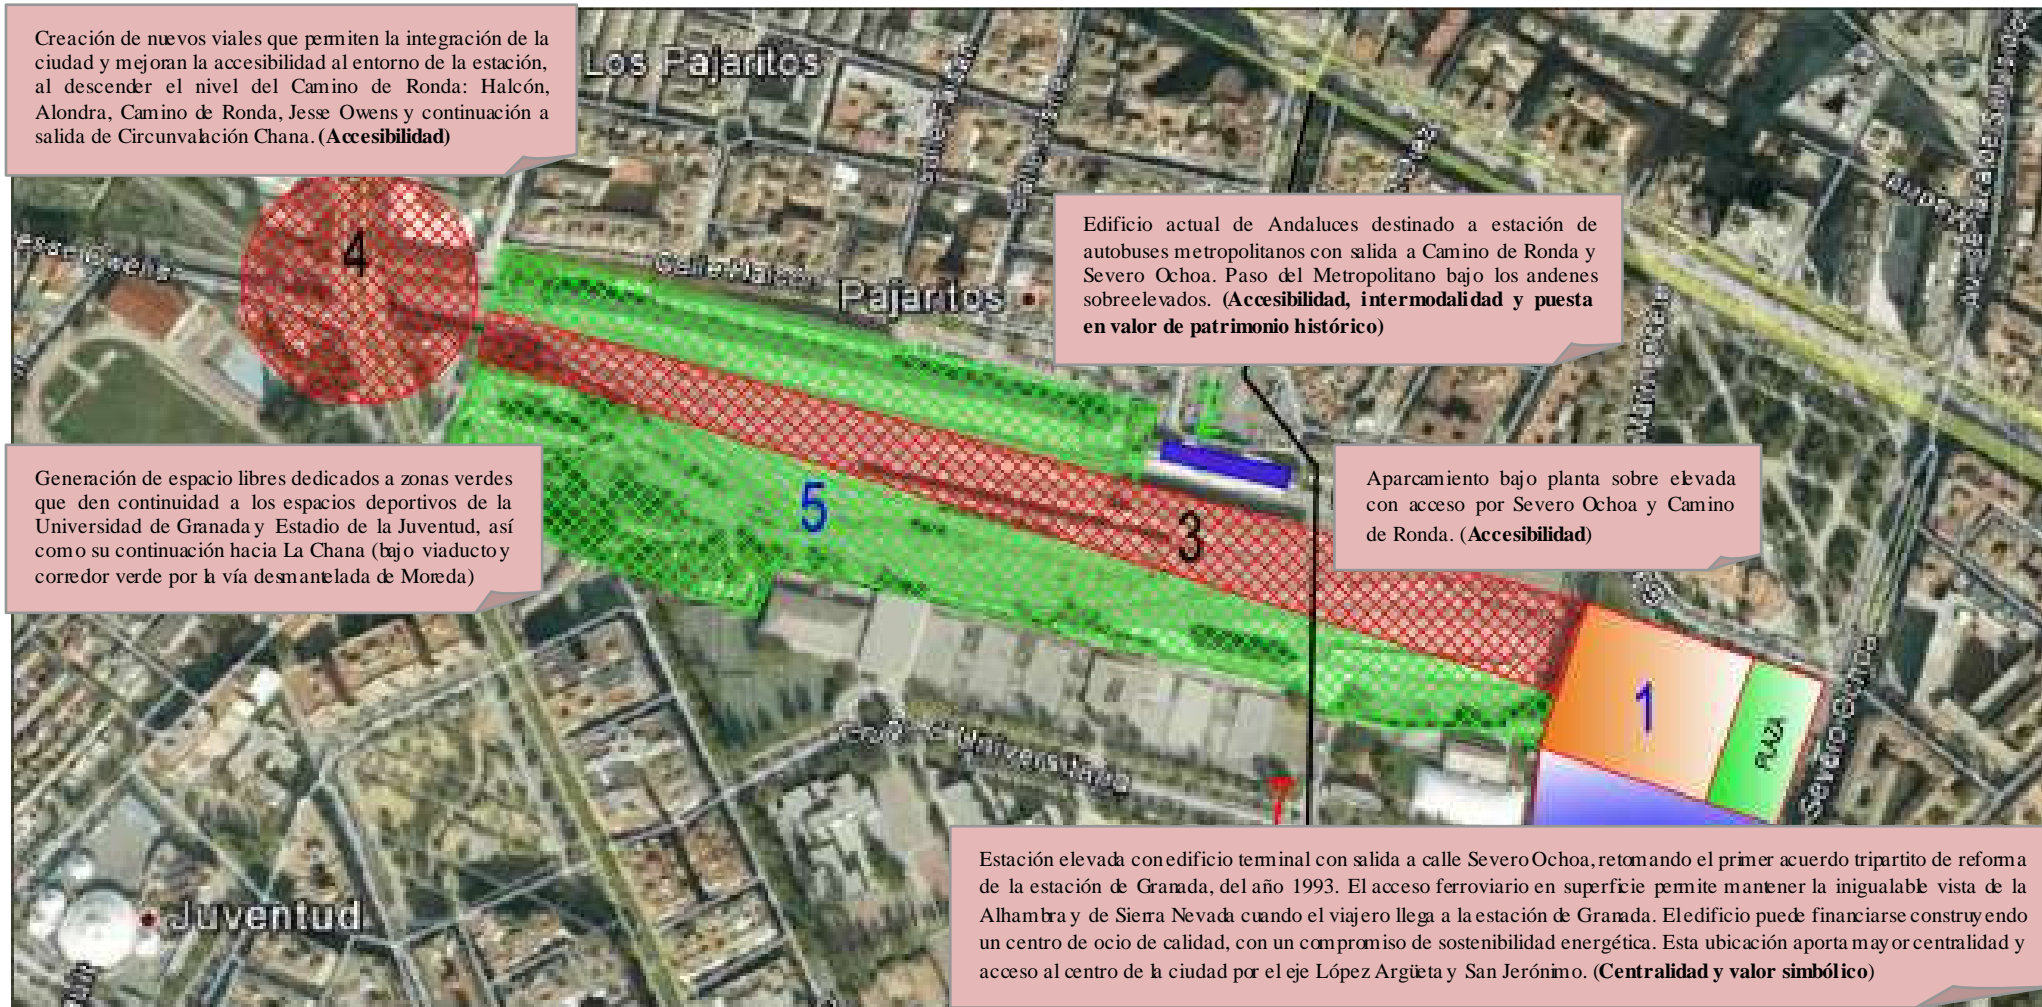 Creación de nuevos viales que permiten la integración de la
ciudad y mejoran la accesibilidad al entorno de la estación,
al descender el nivel del Camino de Ronda: Halcón,
Alondra, Camino de Ronda, Jesse Owens y continuación a
salida de Circunvalación Chana. (Accesibilidad)
Los Pajaritos
4
Edificio actual de Andaluces destinado a estación de
autobuses metropolitanos con salida a Camino de Ronda y
Severo Ochoa. Paso del Metropolitano bajo los andenes
sobreelevados. (Accesibilidad, intermodalidad y puesta
en valor de patrimonio histórico)
Pajaritos
Generación de espacio libres dedicados a zonas verdes
que den continuidad a los espacios deportivos de la
Universidad de Granada y Estadio de la Juventud, así
como su continuación hacia La Chana (bajo viaducto y
corredor verde por la vía desmantelada de Moreda)
5
3
Aparcamiento bajo planta sobre elevada
con acceso por Severo Ochoa y Camino
de Ronda. (Accesibilidad)
1
PLAZA
Severo Ochoa
Juventud
Estación elevada con edificio terminal con salida a calle Severo Ochoa, retomando el primer acuerdo tripartito de reforma
de la estación de Granada, del año 1993. El acceso ferroviario en superficie permite mantener la inigualable vista de la
Alhambra y de Sierra Nevada cuando el viajero llega a la estación de Granada. El edificio puede financiarse construyendo
un centro de ocio de calidad, con un compromiso de sostenibilidad energética. Esta ubicación aporta mayor centralidad y
acceso al centro de la ciudad por el eje López Argüeta y San Jerónimo. (Centralidad y valor simbólico)